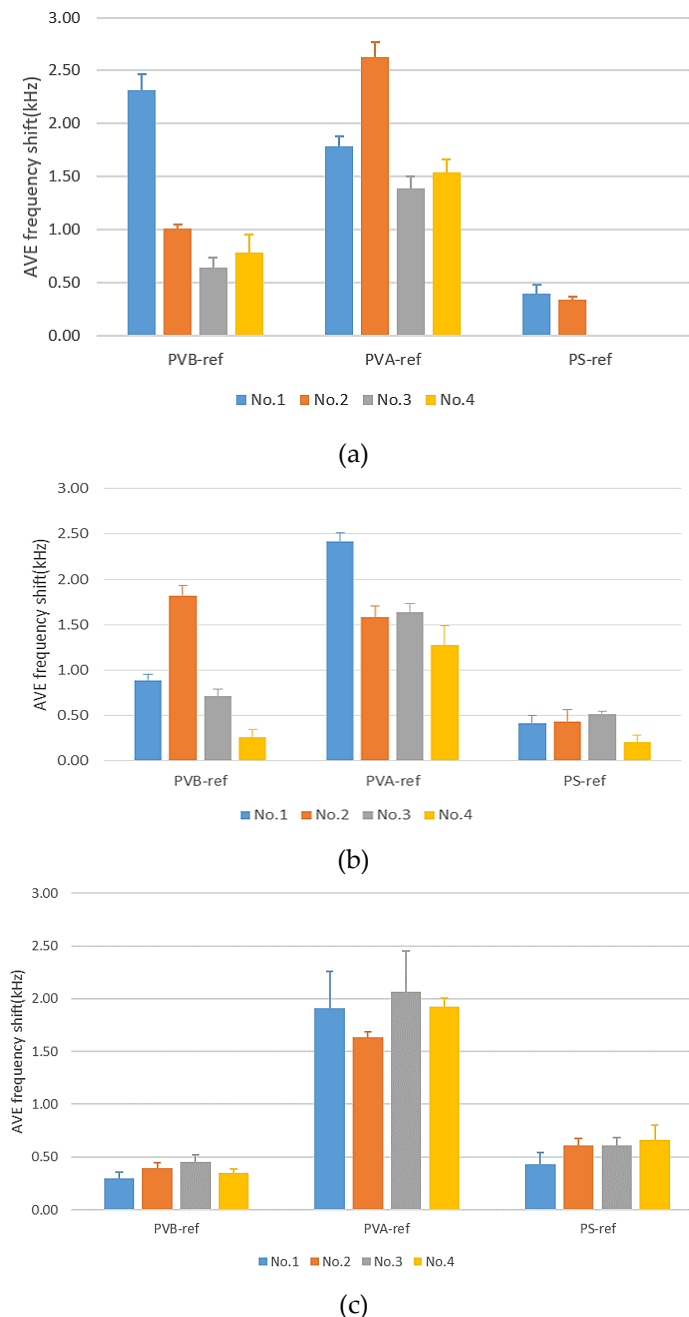 3.00
2.50
2.00
1.50
1.00
0.50
0.00
AVE frequency shift(kHz)
PVB-ref PVA-ref PS-ref
No.1 No.2 No.3 No.4
(a)
3.00
2.50
2.00
1.50
1.00
0.50
0.00
AVE frequency shift(kHz)
PVB-ref PVA-ref PS-ref
No.1 No.2 No.3 No.4
(b)
3.00
2.50
2.00
1.50
1.00
0.50
0.00
AVE frequency shift(kHz)
PVB-ref PVA-ref PS-ref
No.1 No.2 No.3 No.4
(c)